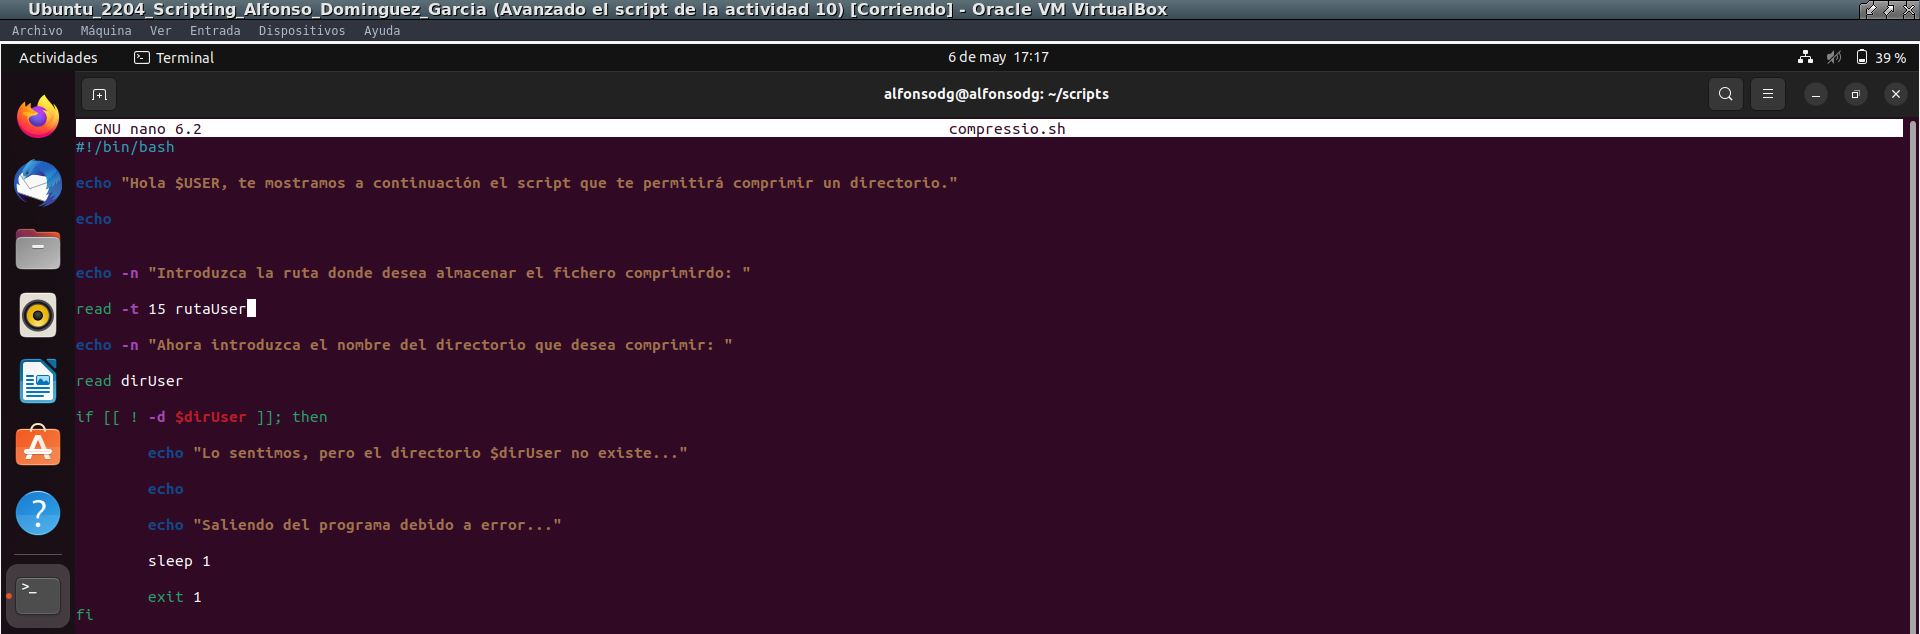 Ubuntu_2204_Scripting_Alfonso_Dominguez_Garcia (Avanzado el script de la actividad 10) [Corriendo] - Oracle VM VirtualBox
Archivo Máquina Ver Entrada Dispositivos Ayuda
Actividades Terminal 6 de may 17:17 39 %
alfonsodg@alfonsodg: ~/scripts
GNU nano 6.2 compressio.sh
#!/bin/bash
echo "Hola $USER, te mostramos a continuación el script que te permitirá comprimir un directorio."
echo
echo -n "Introduzca la ruta donde desea almacenar el fichero comprimirdo: "
read -t 15 rutaUser
echo -n "Ahora introduzca el nombre del directorio que desea comprimir: "
read dirUser
if [[ ! -d $dirUser ]]; then
echo "Lo sentimos, pero el directorio $dirUser no existe..."
echo
echo "Saliendo del programa debido a error..."
sleep 1
exit 1
fi